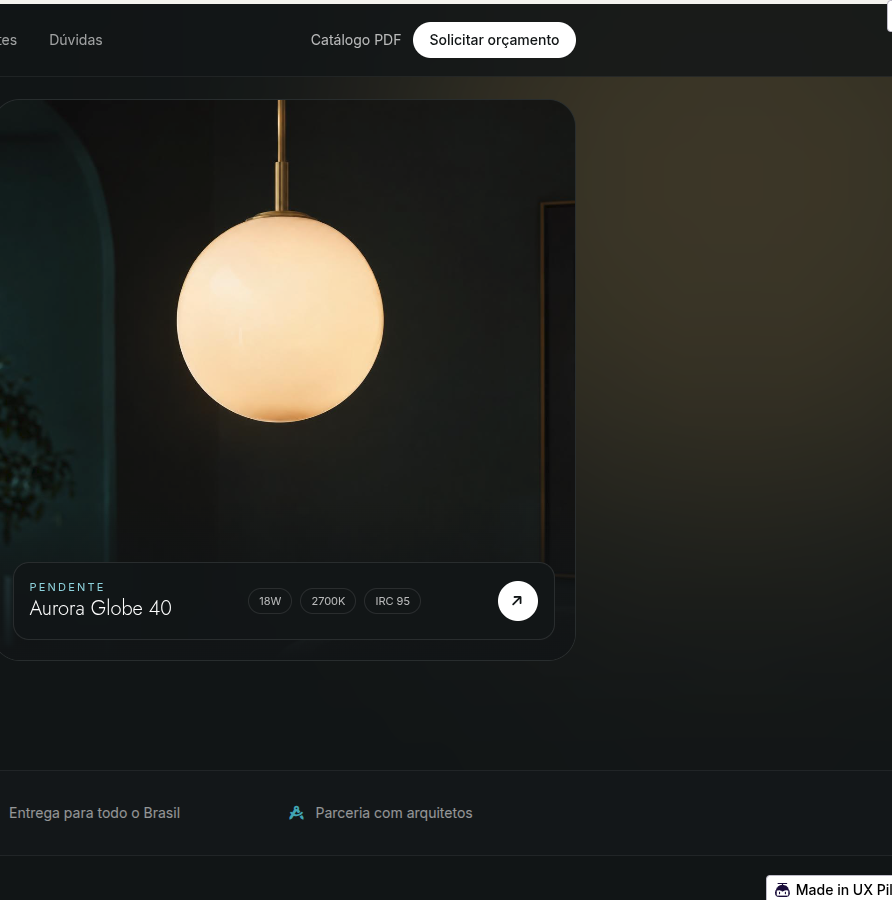 Dúvidas
Catálogo PDF
Solicitar orçamento
PENDENTE
Aurora Globe 40
18W
2700K
IRC 95
Entrega para todo o Brasil
Parceria com arquitetos
Made in UX